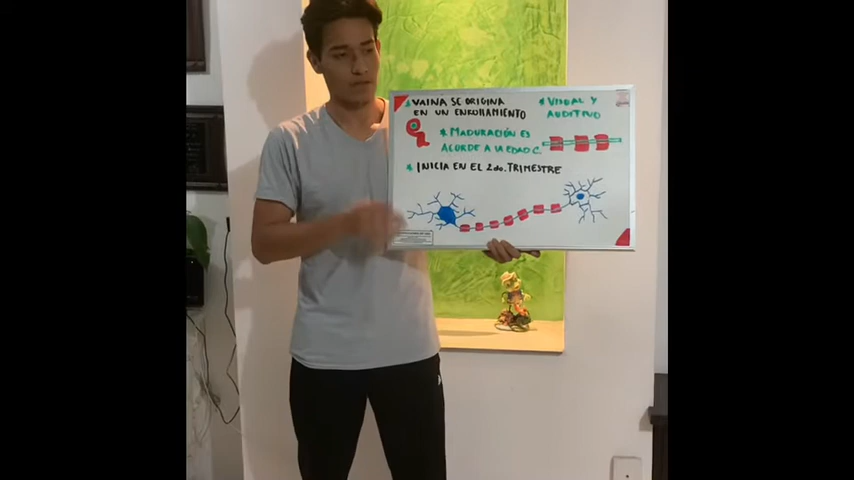 * VAINA SE ORIGINA
EN UN ENROLLAMIENTO
* VISUAL Y
AUDITIVO
* MADURACIÓN ES
ACORDE A LA EDAD C.
* INICIA EN EL 2do. TRIMESTRE